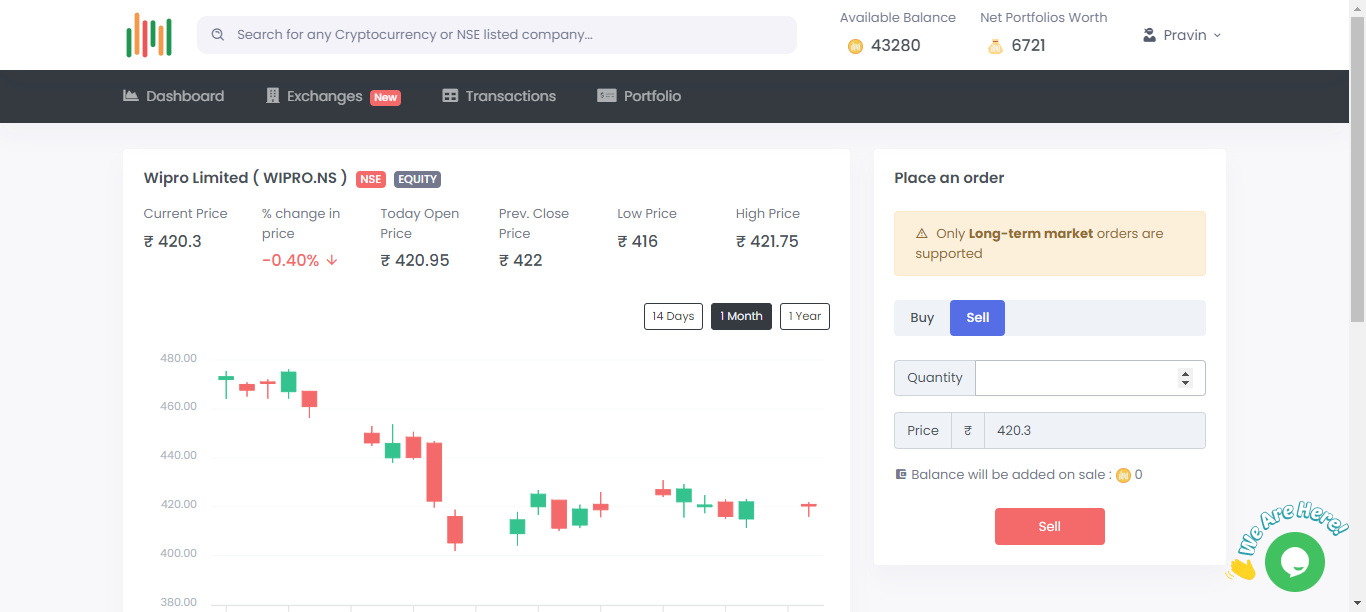 Search for any Cryptocurrency or NSE listed company...
Available Balance
43280
Net Portfolios Worth
6721
Pravin
Dashboard
Exchanges New
Transactions
Portfolio
Wipro Limited ( WIPRO.NS ) NSE EQUITY
Current Price
₹ 420.3
% change in
price
-0.40% ↓
Today Open
Price
₹ 420.95
Prev. Close
Price
₹ 422
Low Price
₹ 416
High Price
₹ 421.75
14 Days
1 Month
1 Year
480.00
460.00
440.00
420.00
400.00
380.00
Place an order
⚠ Only Long-term market orders are
supported
Buy
Sell
Quantity
Price ₹ 420.3
Balance will be added on sale : 0
Sell
We Are Here!